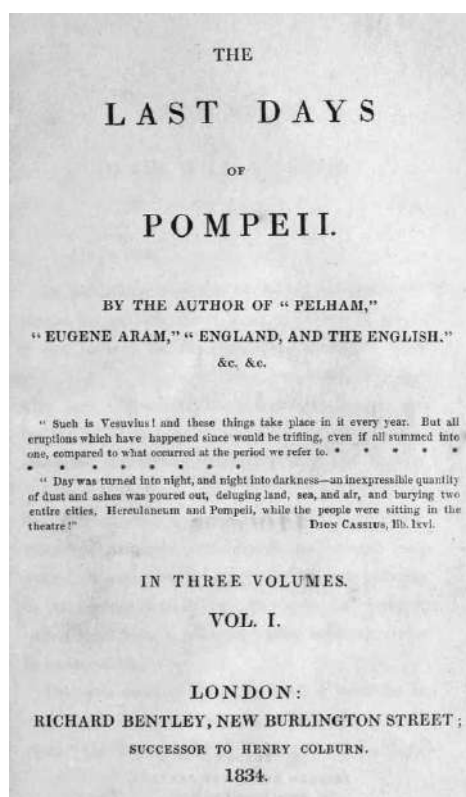 THE
LAST DAYS
OF
POMPEII.
BY THE AUTHOR OF “ PELHAM,”
“ EUGENE ARAM,” “ ENGLAND, AND THE ENGLISH.”
&c. &c.
“ Such is Vesuvius! and these things take place in it every year. But all
eruptions which have happened since would be trifling, even if all summed into
one, compared to what occurred at the period we refer to. * * * * *
* * * * * * * *
“ Day was turned into night, and night into darkness—an inexpressible quantity
of dust and ashes was poured out, deluging land, sea, and air, and burying two
entire cities, Herculaneum and Pompeii, while the people were sitting in the
theatre!” DION CASSIUS, lib. lxvi.
IN THREE VOLUMES.
VOL. I.
LONDON:
RICHARD BENTLEY, NEW BURLINGTON STREET;
SUCCESSOR TO HENRY COLBURN.
1834.